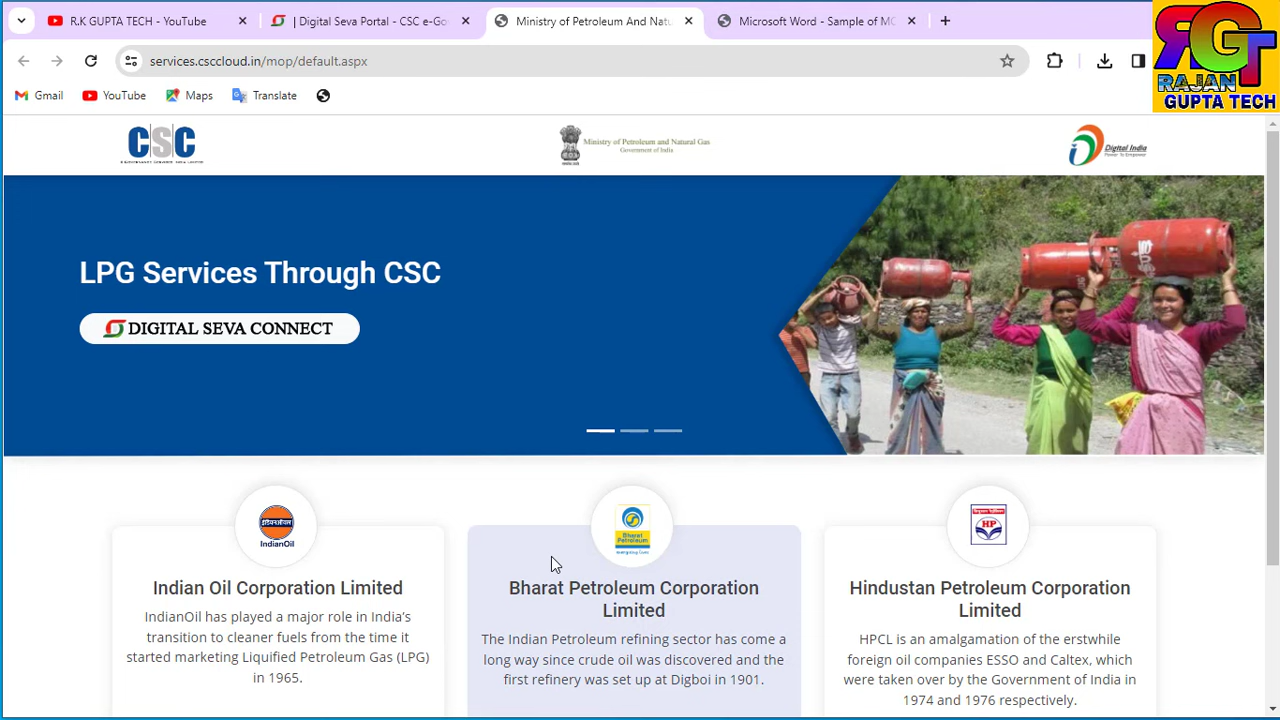 R.K GUPTA TECH - YouTube
| Digital Seva Portal - CSC e-Go
Ministry of Petroleum And Natu
Microsoft Word - Sample of MO
services.csccloud.in/mop/default.aspx
RGT
RAJAN
GUPTA TECH
Gmail
YouTube
Maps
Translate
CSC
Ministry of Petroleum and Natural Gas
Government of India
Digital India
Power To Empower
LPG Services Through CSC
DIGITAL SEVA CONNECT
इंडियनऑयल
IndianOil
Bharat
Petroleum
HP
Indian Oil Corporation Limited
IndianOil has played a major role in India’s
transition to cleaner fuels from the time it
started marketing Liquified Petroleum Gas (LPG)
in 1965.
Bharat Petroleum Corporation
Limited
The Indian Petroleum refining sector has come a
long way since crude oil was discovered and the
first refinery was set up at Digboi in 1901.
Hindustan Petroleum Corporation
Limited
HPCL is an amalgamation of the erstwhile
foreign oil companies ESSO and Caltex, which
were taken over by the Government of India in
1974 and 1976 respectively.